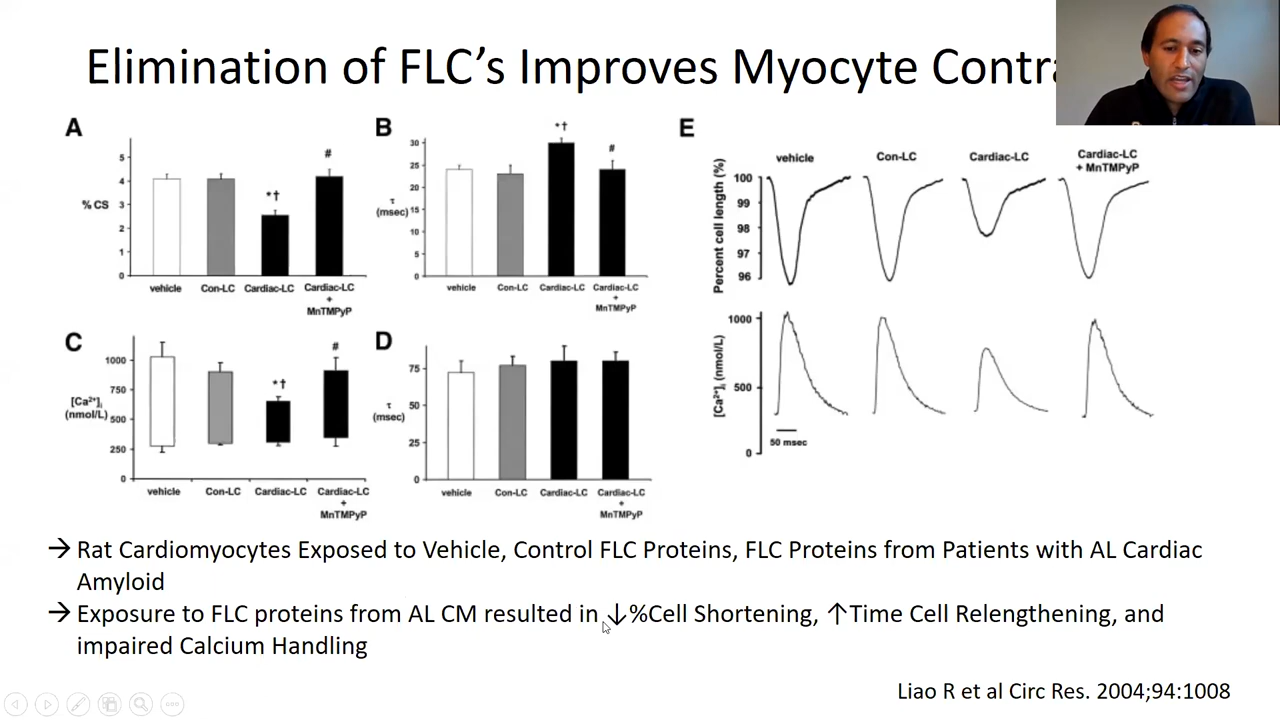 Elimination of FLC's Improves Myocyte Contra
A
5
4
% CS
3
2
1
0
*†
#
vehicle
Con-LC
Cardiac-LC
Cardiac-LC
+
MnTMPyP
B
30
25
20
τ
(msec)
15
10
5
0
*†
#
vehicle
Con-LC
Cardiac-LC
Cardiac-LC
+
MnTMPyP
C
1000
750
[Ca²⁺]ᵢ
(nmol/L)
500
250
0
*†
#
vehicle
Con-LC
Cardiac-LC
Cardiac-LC
+
MnTMPyP
D
75
50
τ
(msec)
25
0
vehicle
Con-LC
Cardiac-LC
Cardiac-LC
+
MnTMPyP
E
vehicle
Con-LC
Cardiac-LC
Cardiac-LC
+ MnTMPyP
Percent cell length (%)
100
99
98
97
96
[Ca²⁺]ᵢ (nmol/L)
1000
500
0
50 msec
→ Rat Cardiomyocytes Exposed to Vehicle, Control FLC Proteins, FLC Proteins from Patients with AL Cardiac
Amyloid
→ Exposure to FLC proteins from AL CM resulted in ↓%Cell Shortening, ↑Time Cell Relengthening, and
impaired Calcium Handling
Liao R et al Circ Res. 2004;94:1008